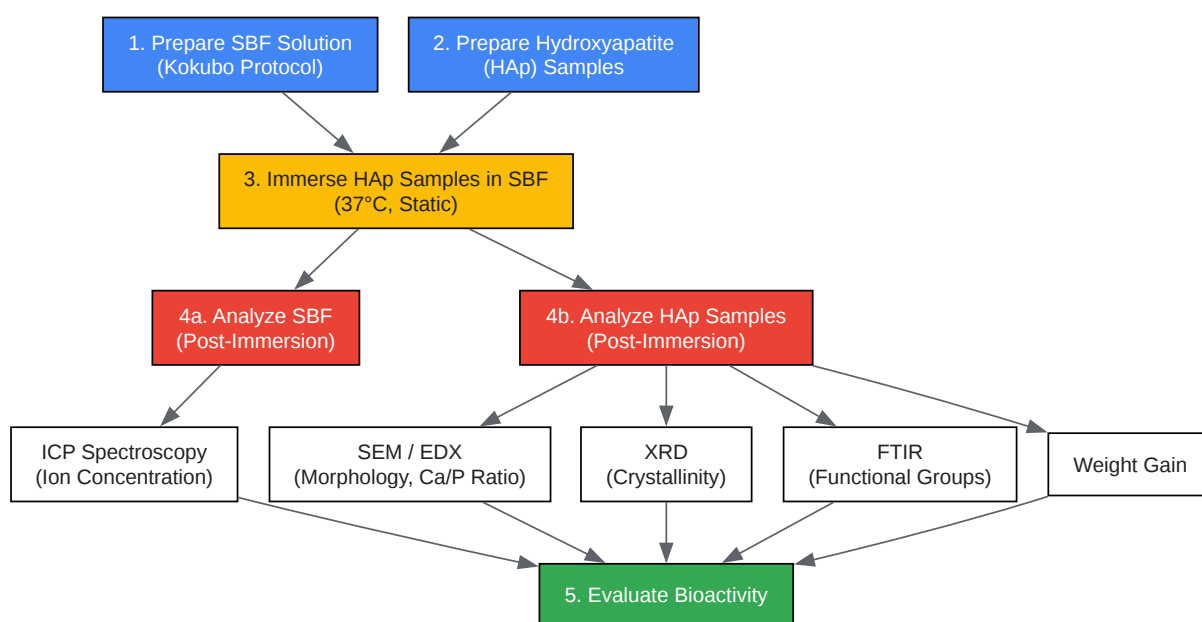 1. Prepare SBF Solution
(Kokubo Protocol)
2. Prepare Hydroxyapatite
(HAp) Samples
3. Immerse HAp Samples in SBF
(37°C, Static)
4a. Analyze SBF
(Post-Immersion)
4b. Analyze HAp Samples
(Post-Immersion)
ICP Spectroscopy
(Ion Concentration)
SEM / EDX
(Morphology, Ca/P Ratio)
XRD
(Crystallinity)
FTIR
(Functional Groups)
Weight Gain
5. Evaluate Bioactivity